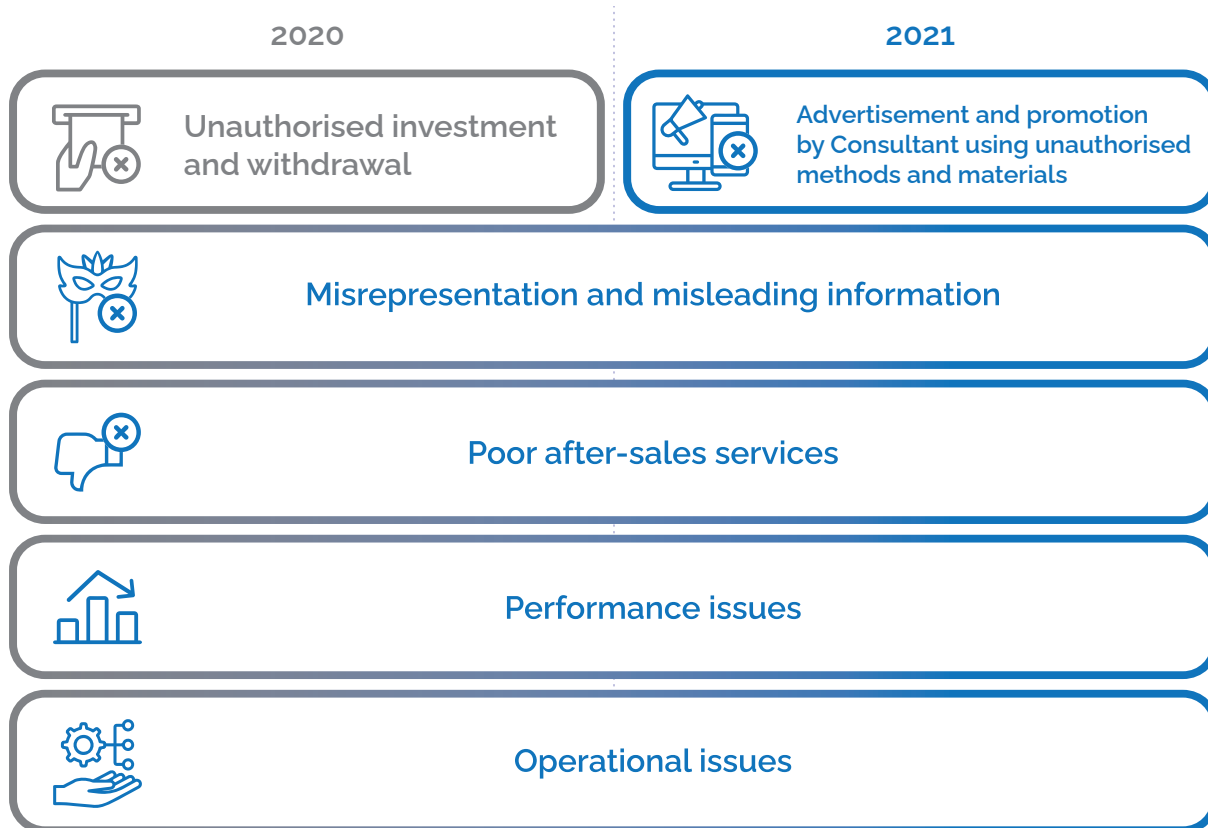 2020
2021
Unauthorised investment
and withdrawal
Advertisement and promotion
by Consultant using unauthorised
methods and materials
Misrepresentation and misleading information
Poor after-sales services
Performance issues
Operational issues